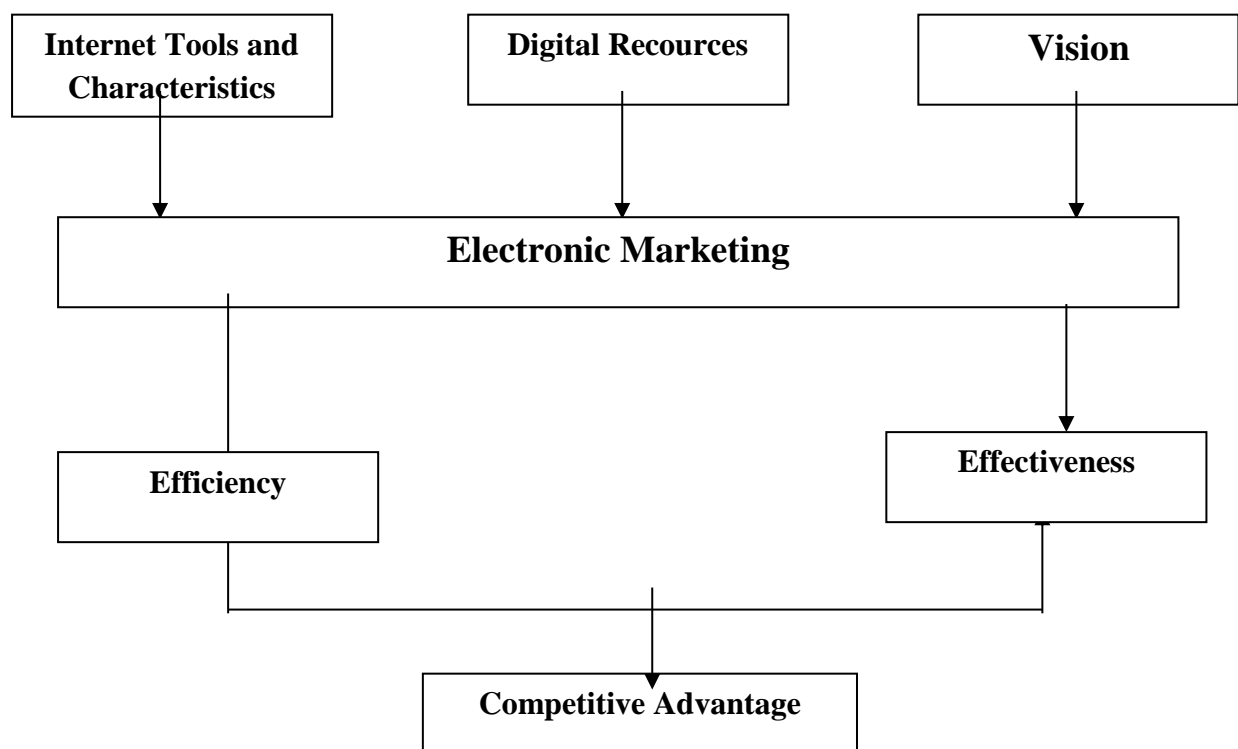 Internet Tools and
Characteristics
Digital Recources
Vision
Electronic Marketing
Efficiency
Effectiveness
Competitive Advantage